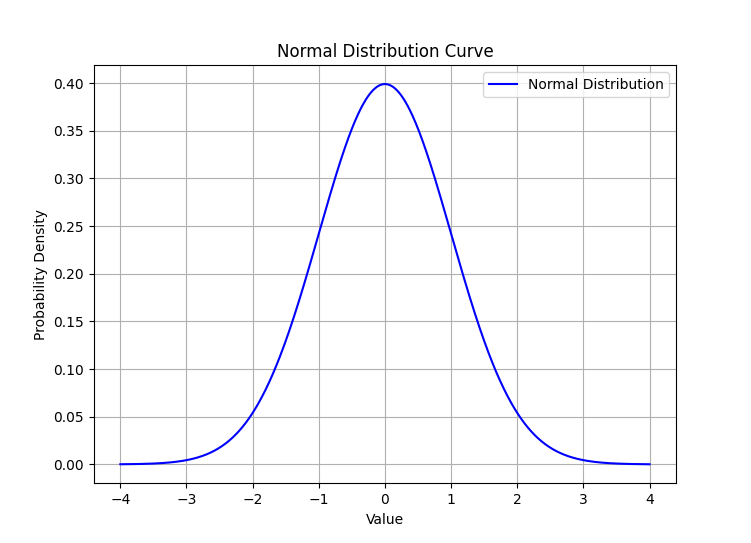 Normal Distribution Curve
Normal Distribution
Probability Density
0.40
0.35
0.30
0.25
0.20
0.15
0.10
0.05
0.00
−4 −3 −2 −1 0 1 2 3 4
Value